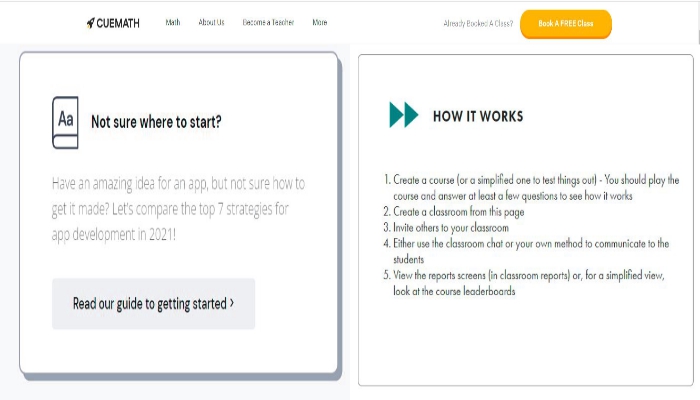 CUEMATH Math About Us Become a Teacher More Already Booked A Class? Book A FREE Class
Aa
Not sure where to start?
Have an amazing idea for an app, but not sure how to
get it made? Let's compare the top 7 strategies for
app development in 2021!
Read our guide to getting started ›
HOW IT WORKS
1. Create a course (or a simplified one to test things out) - You should play the
course and answer at least a few questions to see how it works
2. Create a classroom from this page
3. Invite others to your classroom
4. Either use the classroom chat or your own method to communicate to the
students
5. View the reports screens (in classroom reports) or, for a simplified view,
look at the course leaderboards